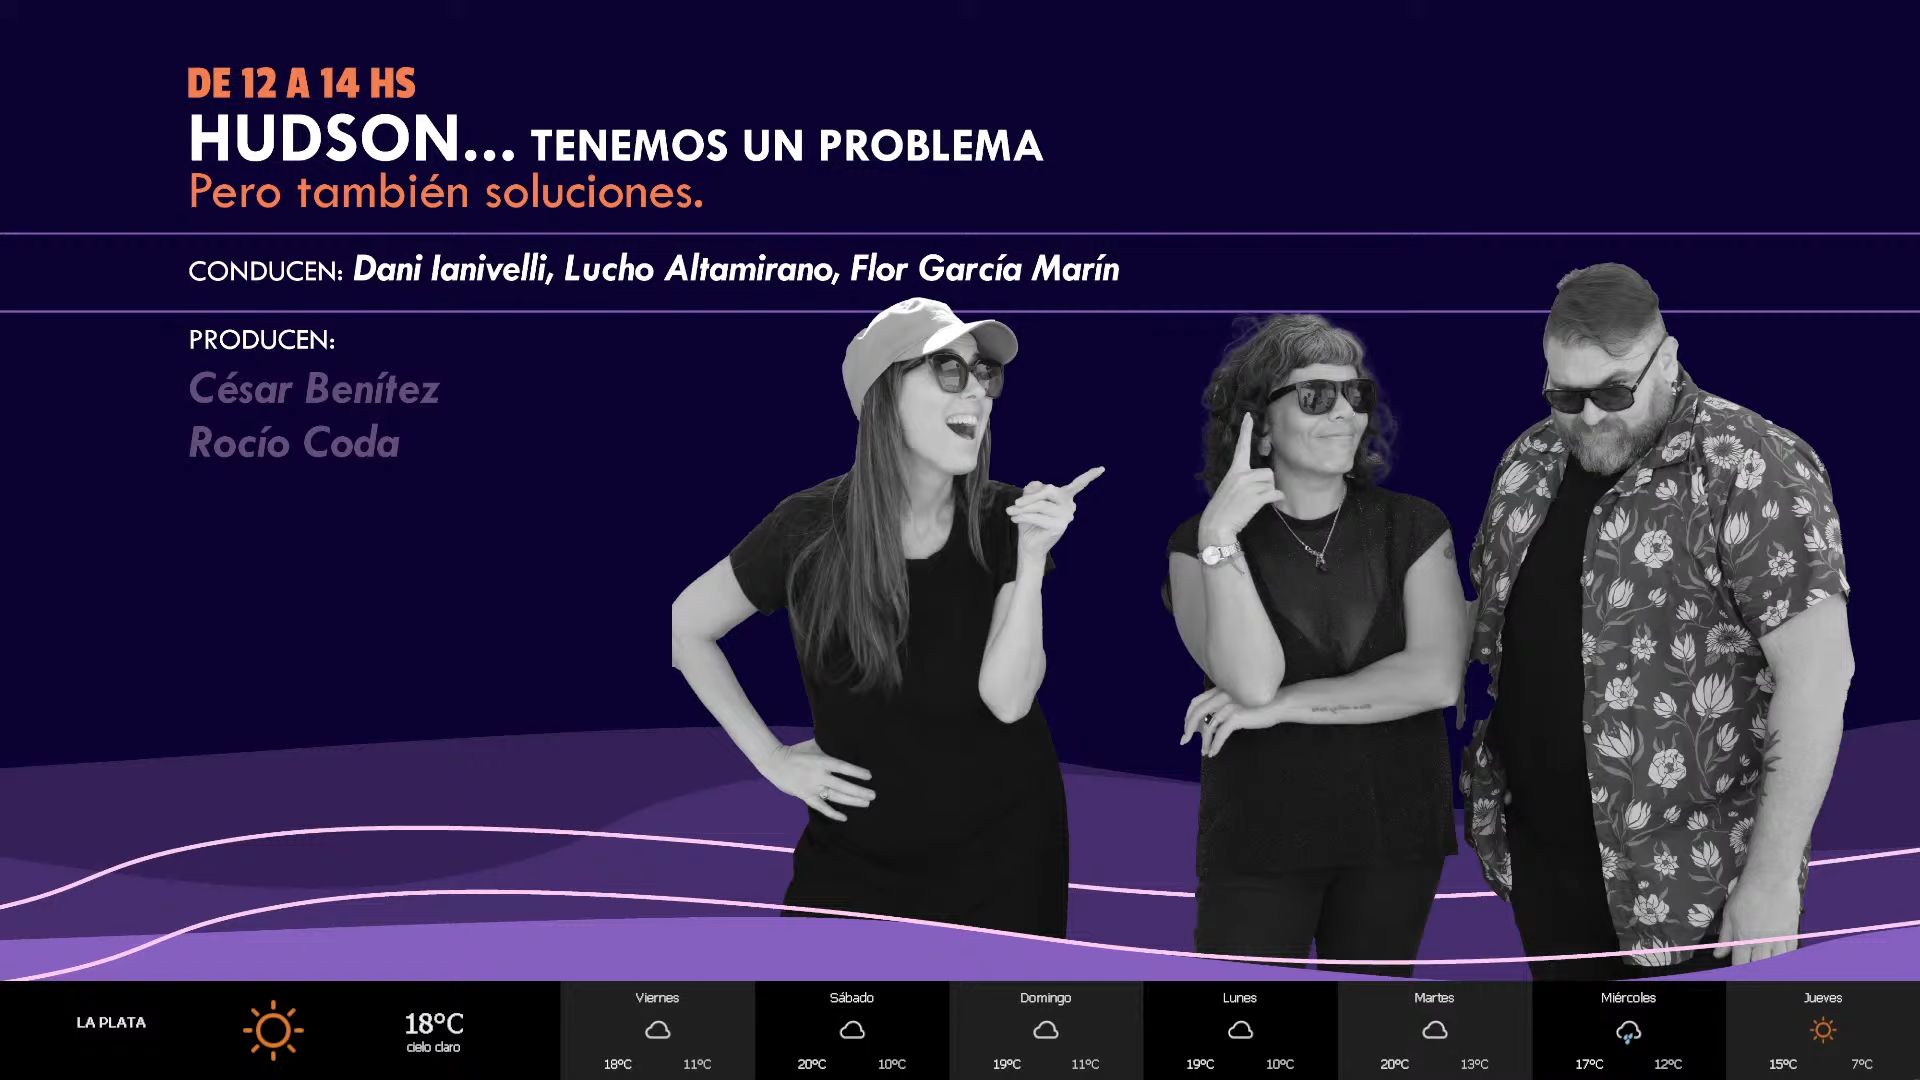 DE 12 A 14 HS
HUDSON... TENEMOS UN PROBLEMA
Pero también soluciones.
CONDUCEN: Dani Ianivelli, Lucho Altamirano, Flor García Marín
PRODUCEN:
César Benítez
Rocío Coda
LA PLATA
18°C
cielo claro
Viernes
18°C 11°C
Sábado
20°C 10°C
Domingo
19°C 11°C
Lunes
19°C 10°C
Martes
20°C 13°C
Miércoles
17°C 12°C
Jueves
15°C 7°C